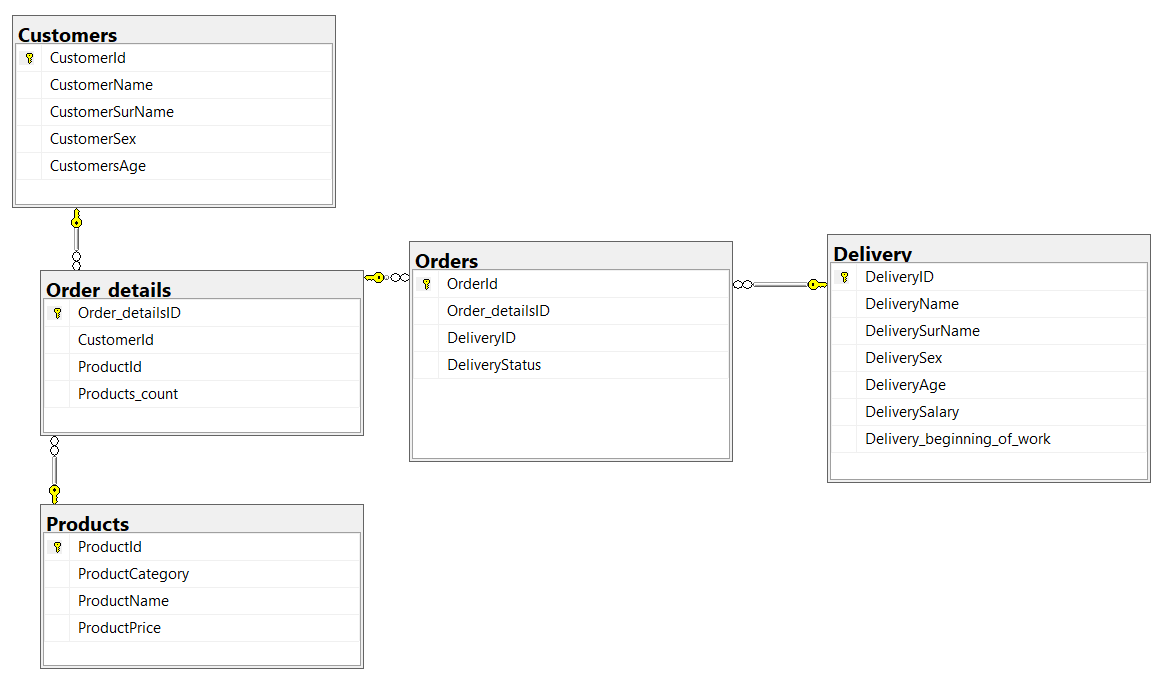 Customers
CustomerId
CustomerName
CustomerSurName
CustomerSex
CustomersAge
Order_details
Order_detailsID
CustomerId
ProductId
Products_count
Products
ProductId
ProductCategory
ProductName
ProductPrice
Orders
OrderId
Order_detailsID
DeliveryID
DeliveryStatus
Delivery
DeliveryID
DeliveryName
DeliverySurName
DeliverySex
DeliveryAge
DeliverySalary
Delivery_beginning_of_work